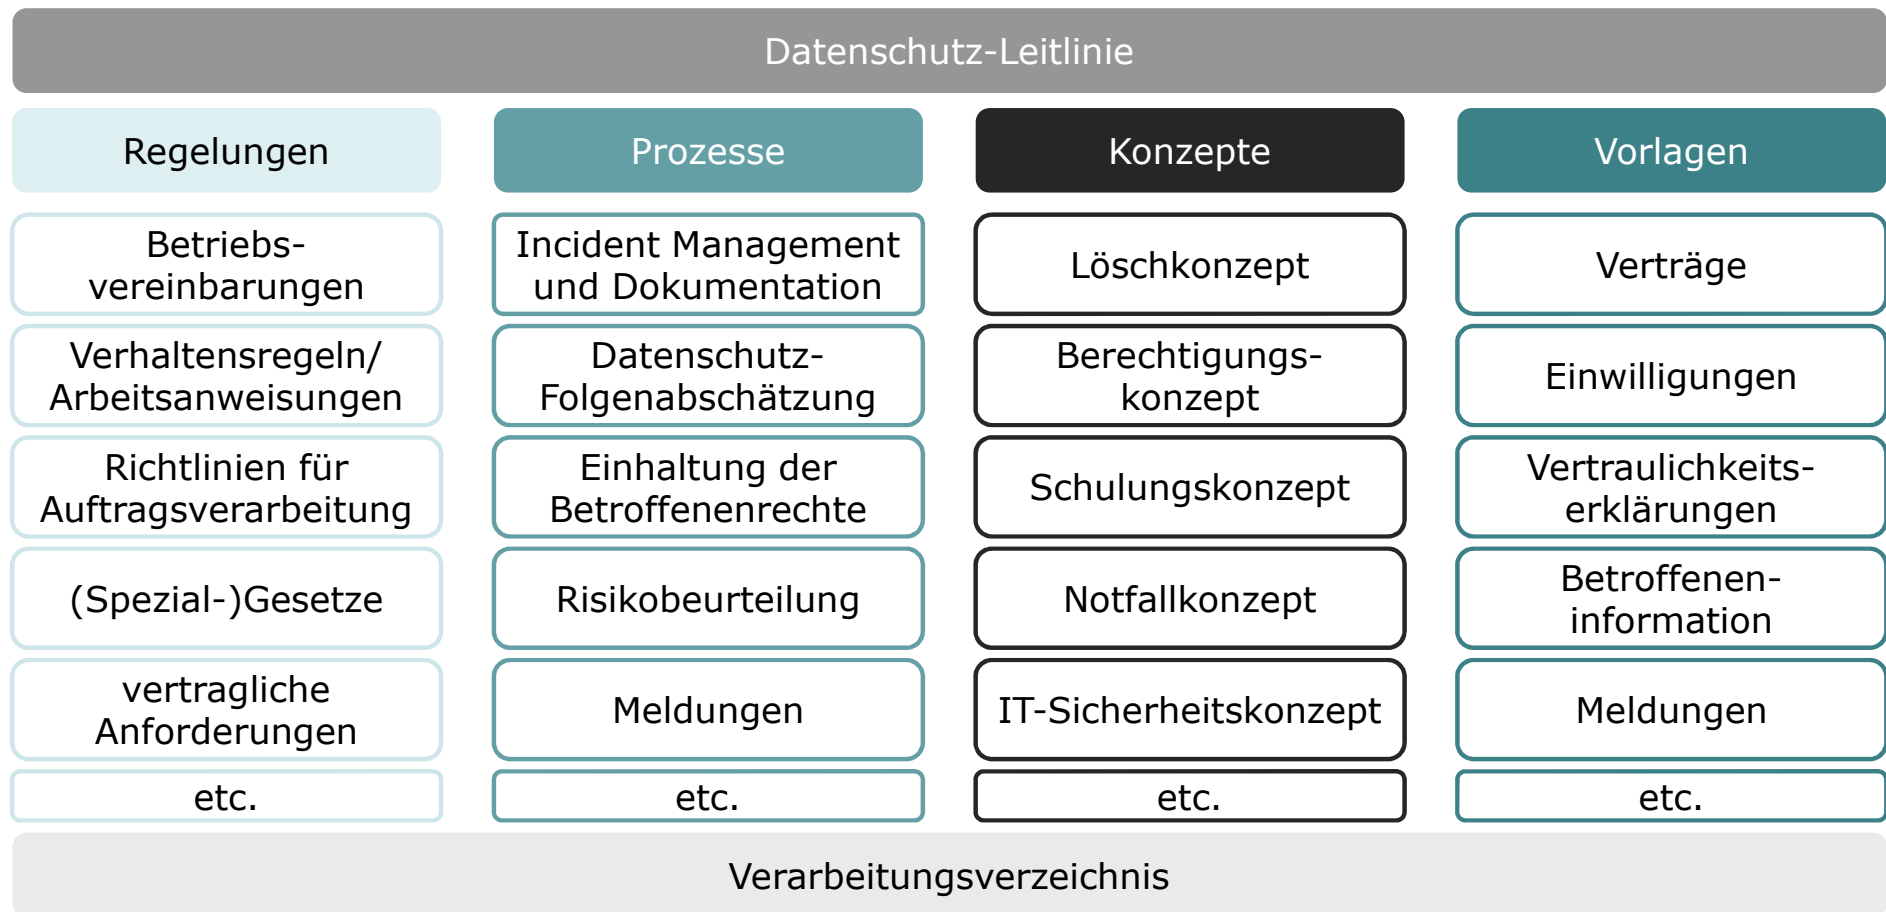 Datenschutz-Leitlinie
Regelungen
Betriebs-
vereinbarungen
Verhaltensregeln/
Arbeitsanweisungen
Richtlinien für
Auftragsverarbeitung
(Spezial-)Gesetze
vertragliche
Anforderungen
etc.
Prozesse
Incident Management
und Dokumentation
Datenschutz-
Folgenabschätzung
Einhaltung der
Betroffenenrechte
Risikobeurteilung
Meldungen
etc.
Konzepte
Löschkonzept
Berechtigungs-
konzept
Schulungskonzept
Notfallkonzept
IT-Sicherheitskonzept
etc.
Vorlagen
Verträge
Einwilligungen
Vertraulichkeits-
erklärungen
Betroffenen-
information
Meldungen
etc.
Verarbeitungsverzeichnis